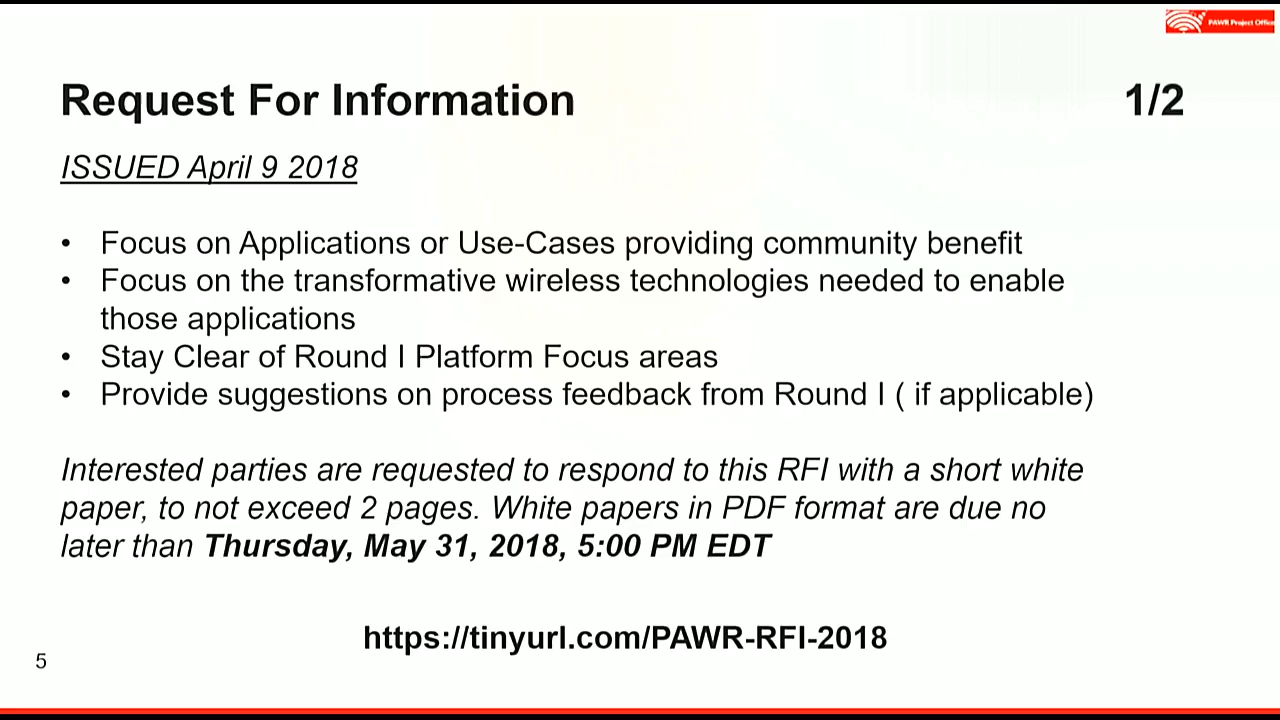 PAWR Project Office
Request For Information 1/2
ISSUED April 9 2018
• Focus on Applications or Use-Cases providing community benefit
• Focus on the transformative wireless technologies needed to enable
those applications
• Stay Clear of Round I Platform Focus areas
• Provide suggestions on process feedback from Round I ( if applicable)
Interested parties are requested to respond to this RFI with a short white
paper, to not exceed 2 pages. White papers in PDF format are due no
later than Thursday, May 31, 2018, 5:00 PM EDT
https://tinyurl.com/PAWR-RFI-2018
5